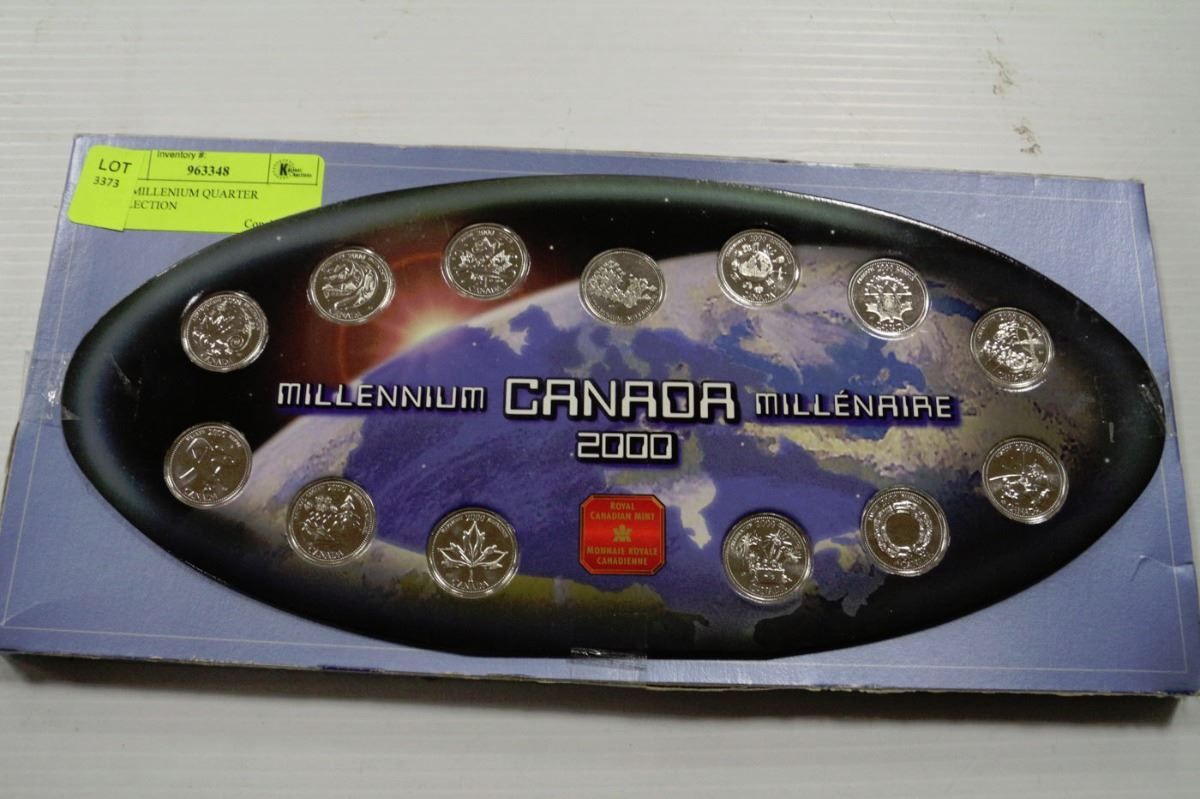 LOT
3373
Inventory #:
963348
MILLENIUM QUARTER
LECTION
MILLENNIUM CANADA MILLÉNAIRE
2000
ROYAL
CANADIAN MINT
MONNAIE ROYALE
CANADIENNE